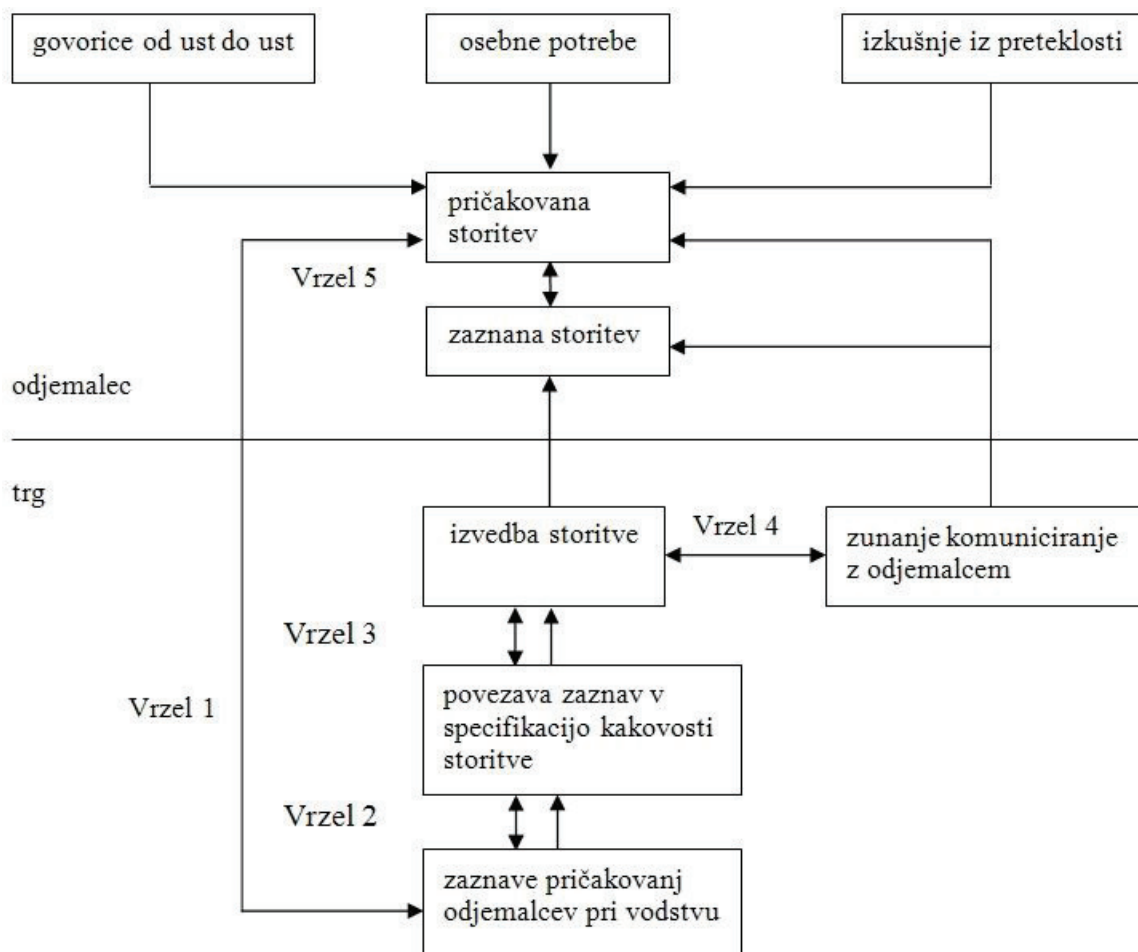 govorice od ust do ust
osebne potrebe
izkušnje iz preteklosti
pričakovana
storitev
Vrzel 5
zaznana storitev
odjemalec
trg
izvedba storitve
Vrzel 4
zunanje komuniciranje
z odjemalcem
Vrzel 3
povezava zaznav v
specifikacijo kakovosti
storitve
Vrzel 1
Vrzel 2
zaznave pričakovanj
odjemalcev pri vodstvu